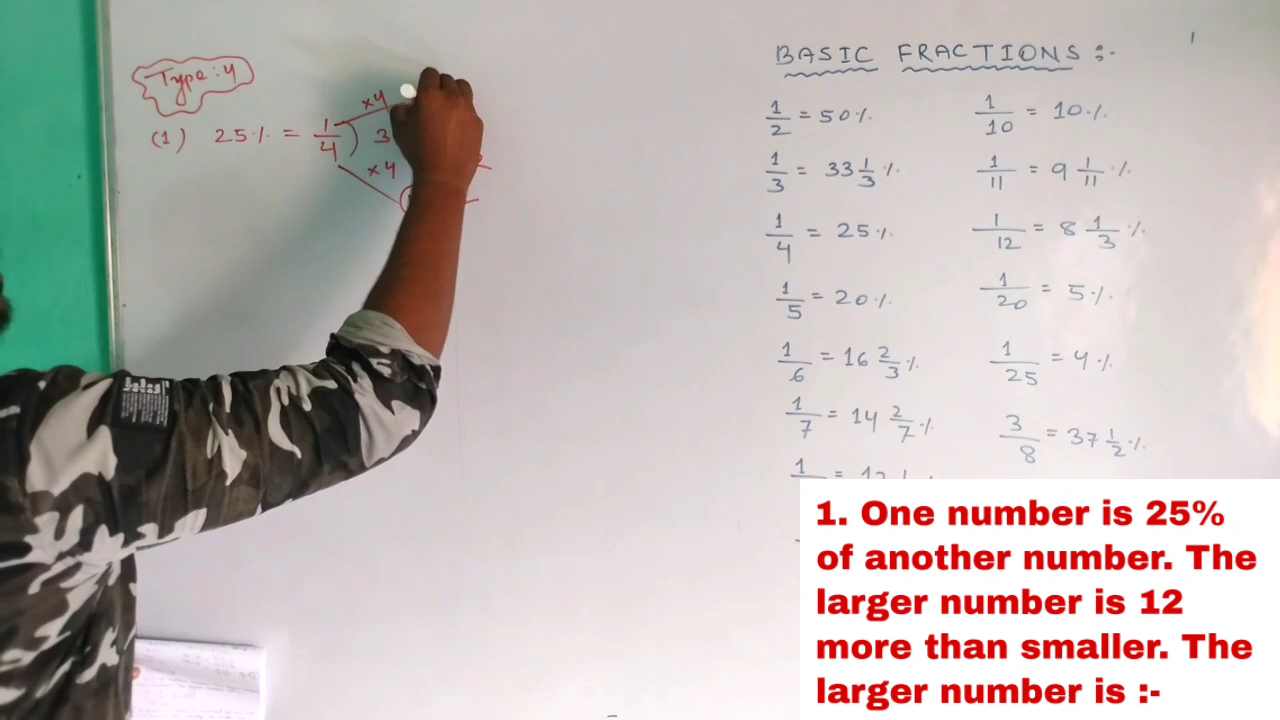 Type:4
(1) 25% = 1/4 ) 3
×4
×4
BASIC FRACTIONS :-
1/2 = 50%
1/3 = 33 1/3 %
1/4 = 25%
1/5 = 20%
1/6 = 16 2/3 %
1/7 = 14 2/7 %
1/10 = 10%
1/11 = 9 1/11 %
1/12 = 8 1/3 %
1/20 = 5%
1/25 = 4%
3/8 = 37 1/2 %
1. One number is 25%
of another number. The
larger number is 12
more than smaller. The
larger number is :-